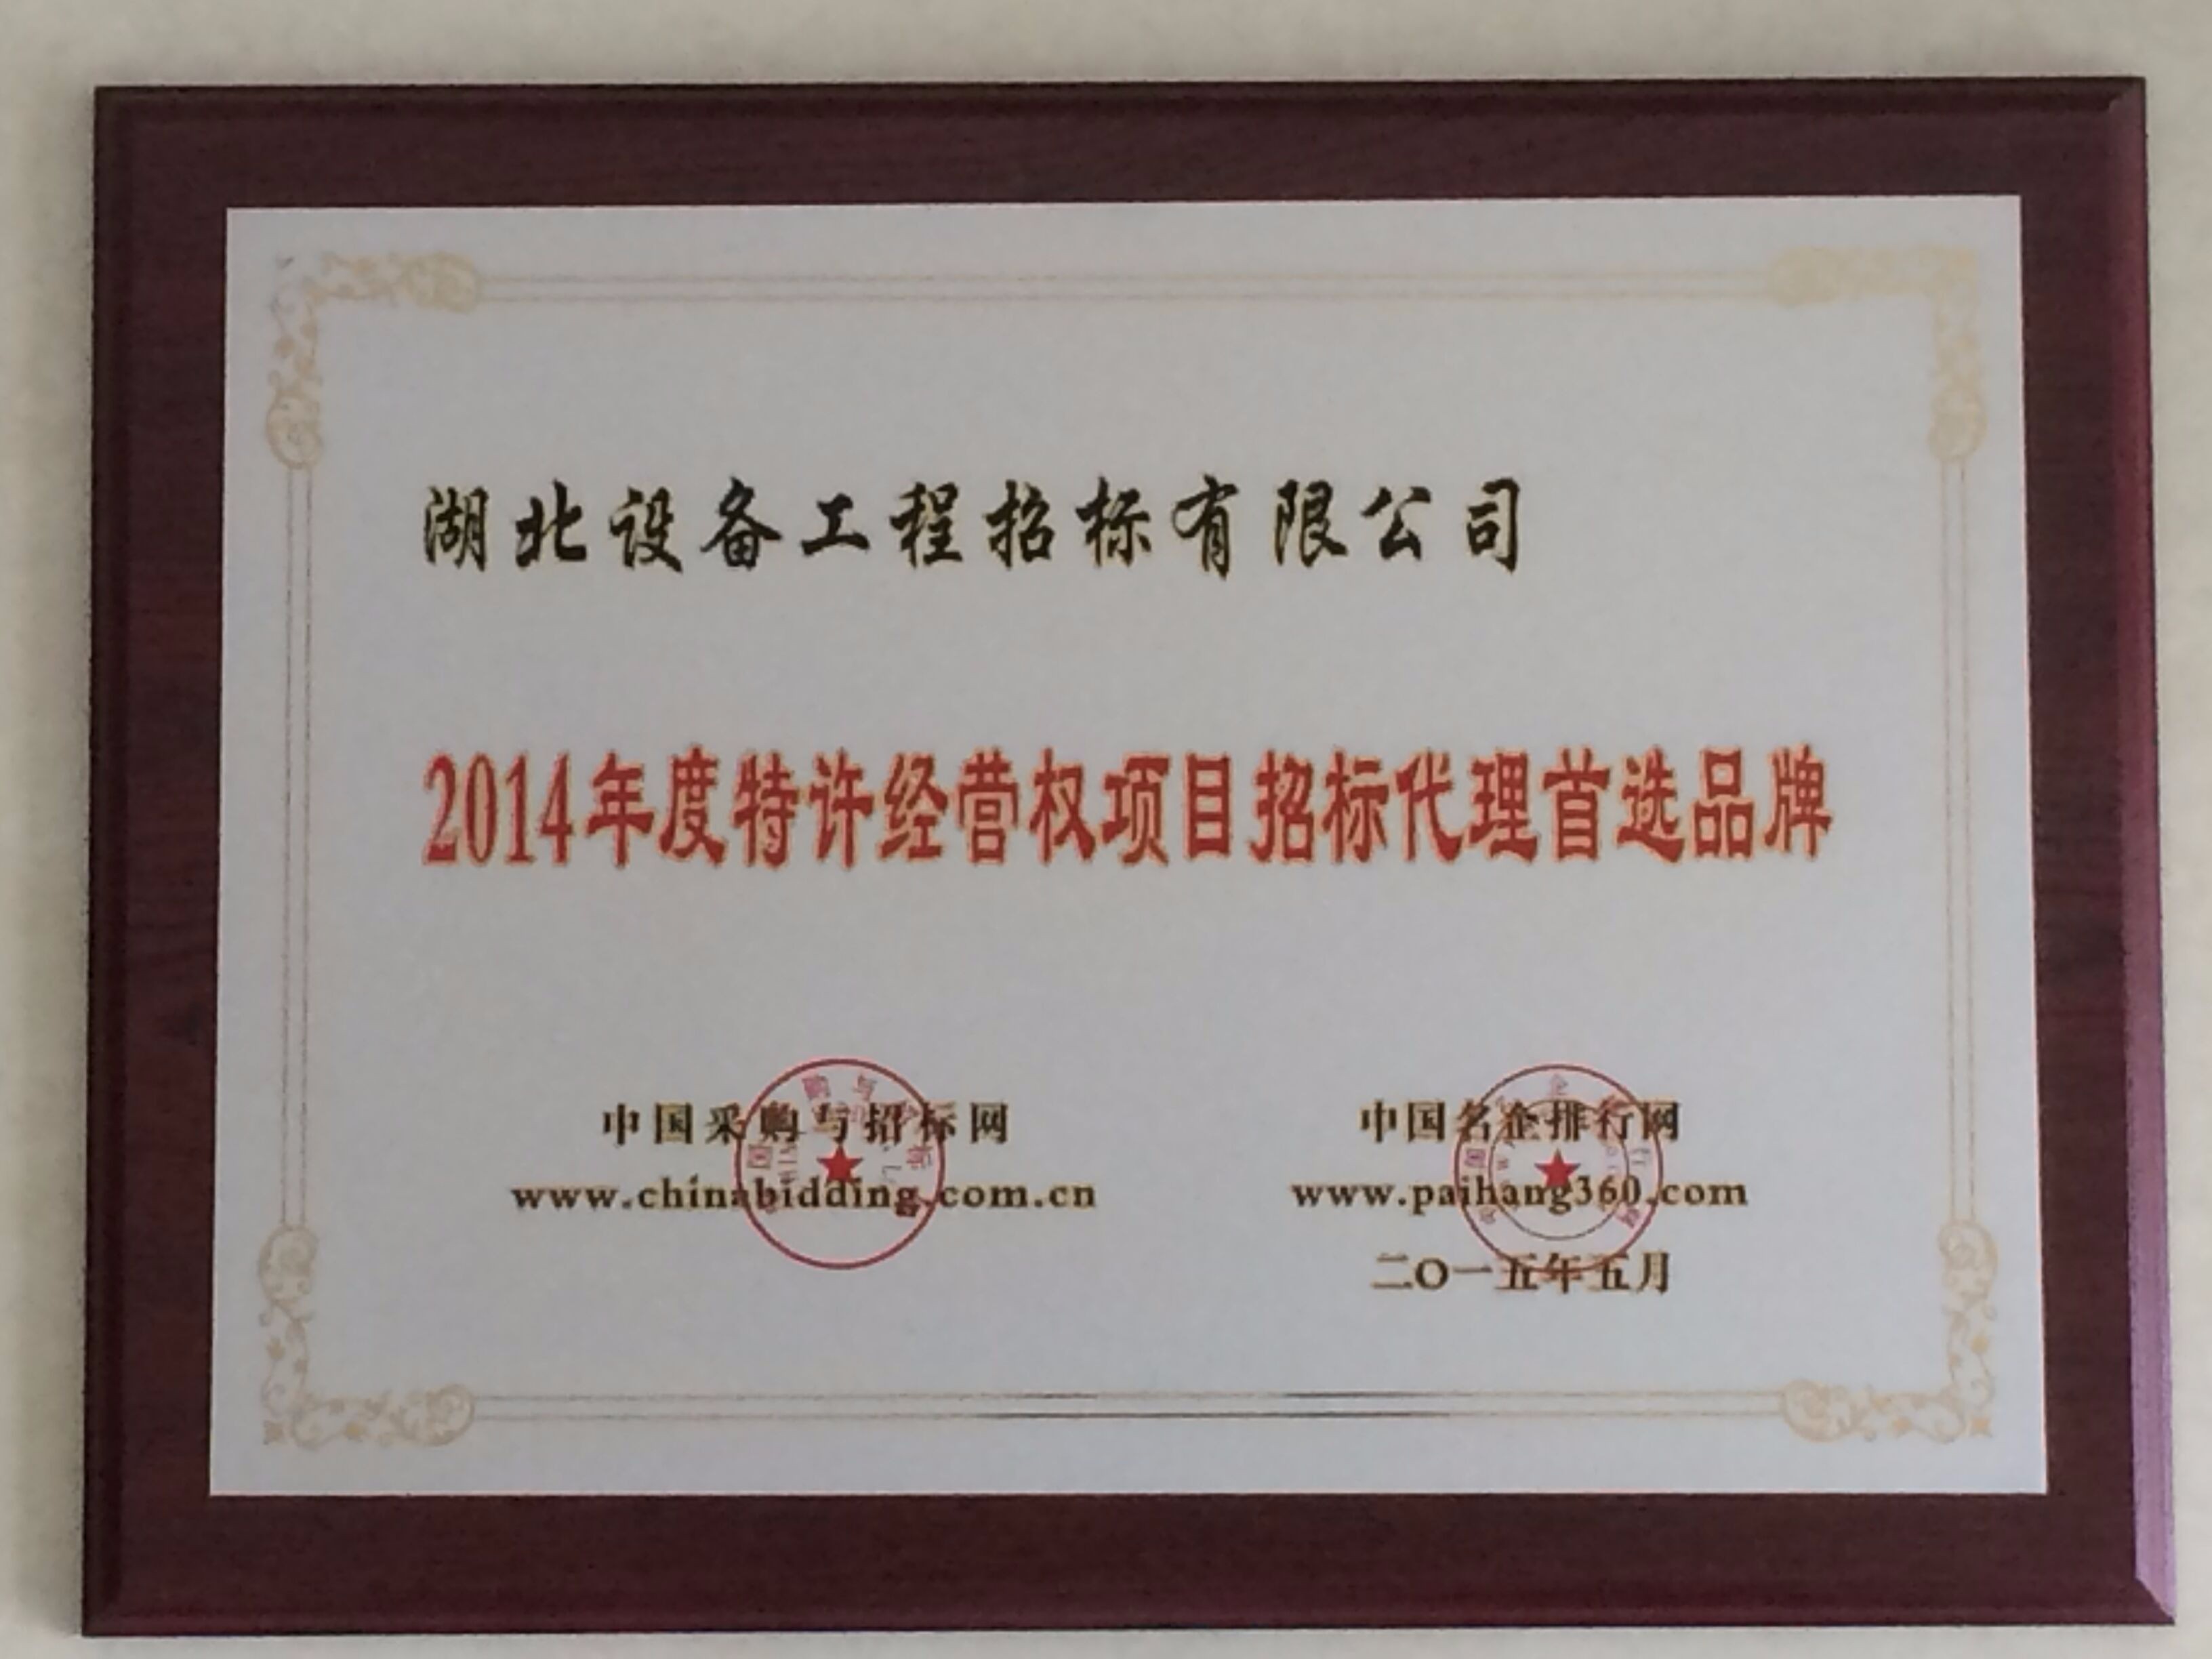 湖北设备工程招标有限公司
2014年度特许经营权项目招标代理首选品牌
中国采购与招标网
www.chinabidding.com.cn
中国名企排行网
www.paihang360.com
二〇一五年五月